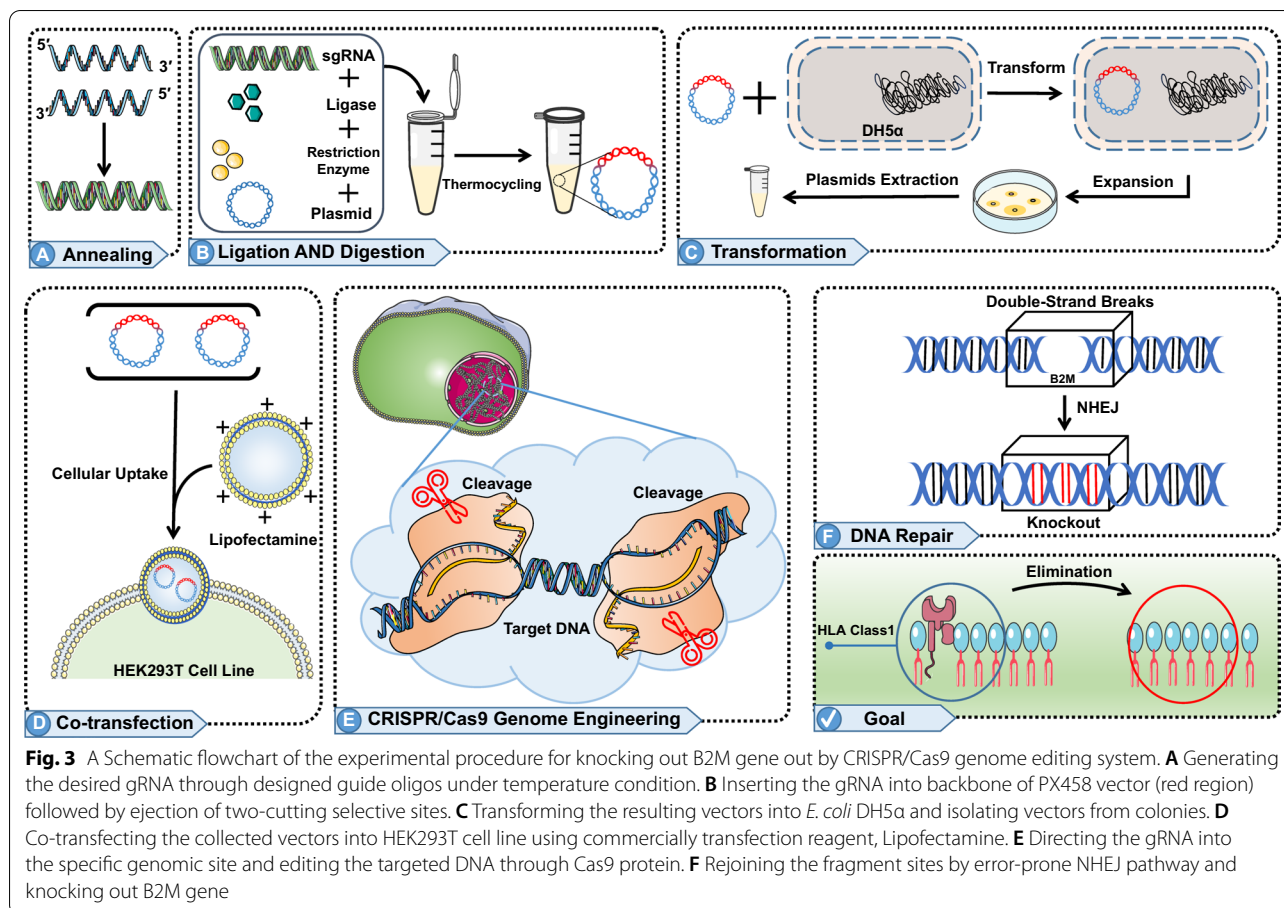 5′
3′
3′
5′
A Annealing
sgRNA
+
Ligase
+
Restriction
Enzyme
+
Plasmid
Thermocycling
B Ligation AND Digestion
+
DH5α
Transform
Expansion
Plasmids Extraction
C Transformation
Cellular Uptake
+ + + + + + +
Lipofectamine
HEK293T Cell Line
D Co-transfection
Cleavage
Cleavage
Target DNA
E CRISPR/Cas9 Genome Engineering
Double-Strand Breaks
B2M
NHEJ
Knockout
F DNA Repair
Elimination
HLA Class1
Goal
Fig. 3 A Schematic flowchart of the experimental procedure for knocking out B2M gene out by CRISPR/Cas9 genome editing system. A Generating
the desired gRNA through designed guide oligos under temperature condition. B Inserting the gRNA into backbone of PX458 vector (red region)
followed by ejection of two-cutting selective sites. C Transforming the resulting vectors into E. coli DH5α and isolating vectors from colonies. D
Co-transfecting the collected vectors into HEK293T cell line using commercially transfection reagent, Lipofectamine. E Directing the gRNA into
the specific genomic site and editing the targeted DNA through Cas9 protein. F Rejoining the fragment sites by error-prone NHEJ pathway and
knocking out B2M gene